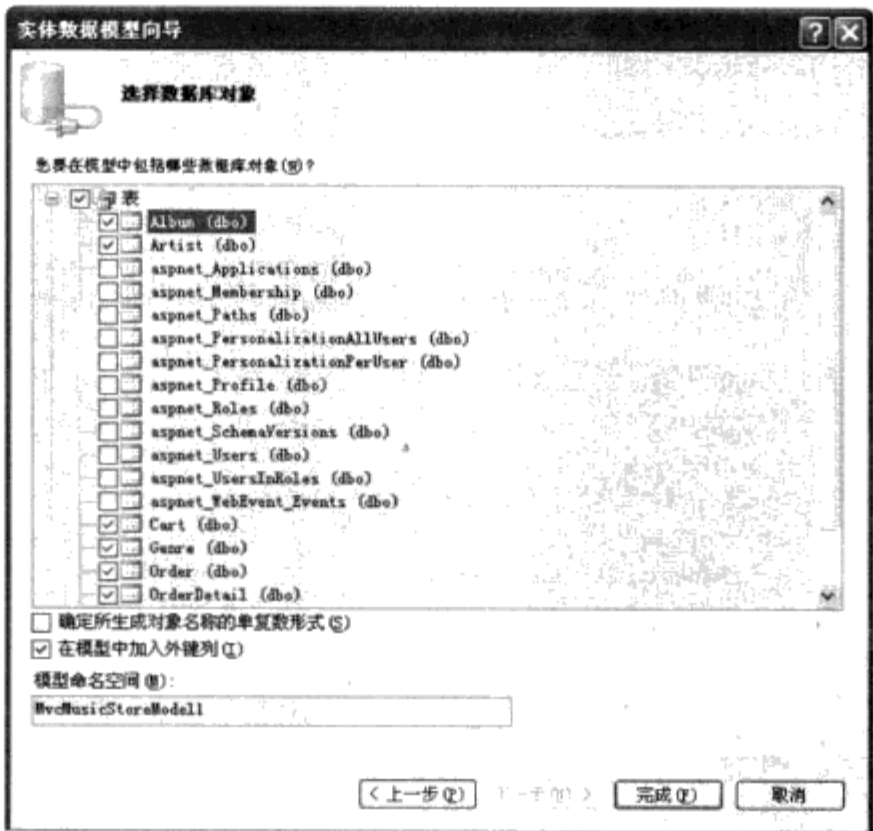 实体数据模型向导
选择数据库对象
您要在模型中包括哪些数据库对象(W)?
表
Album (dbo)
Artist (dbo)
aspnet_Applications (dbo)
aspnet_Membership (dbo)
aspnet_Paths (dbo)
aspnet_PersonalizationAllUsers (dbo)
aspnet_PersonalizationPerUser (dbo)
aspnet_Profile (dbo)
aspnet_Roles (dbo)
aspnet_SchemaVersions (dbo)
aspnet_Users (dbo)
aspnet_UsersInRoles (dbo)
aspnet_WebEvent_Events (dbo)
Cart (dbo)
Genre (dbo)
Order (dbo)
OrderDetail (dbo)
确定所生成对象名称的单复数形式(S)
在模型中加入外键列(I)
模型命名空间(M):
MvcMusicStoreModel1
< 上一步(P)
下一步(N) >
完成(F)
取消